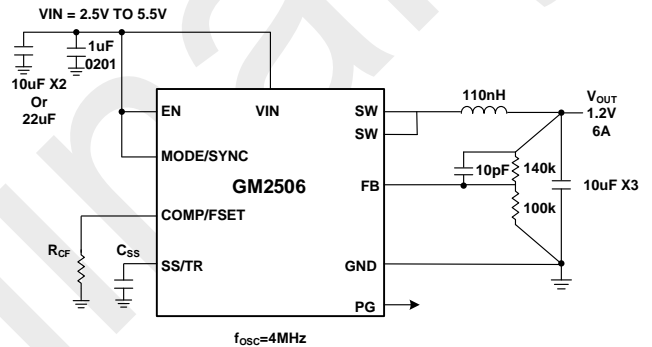 VIN = 2.5V TO 5.5V
1uF
0201
10uF X2
Or
22uF
EN
VIN
SW
SW
110nH
VOUT
1.2V
6A
MODE/SYNC
GM2506
FB
10pF
140k
100k
10uF X3
COMP/FSET
RCF
CSS
SS/TR
GND
PG
fOSC=4MHz